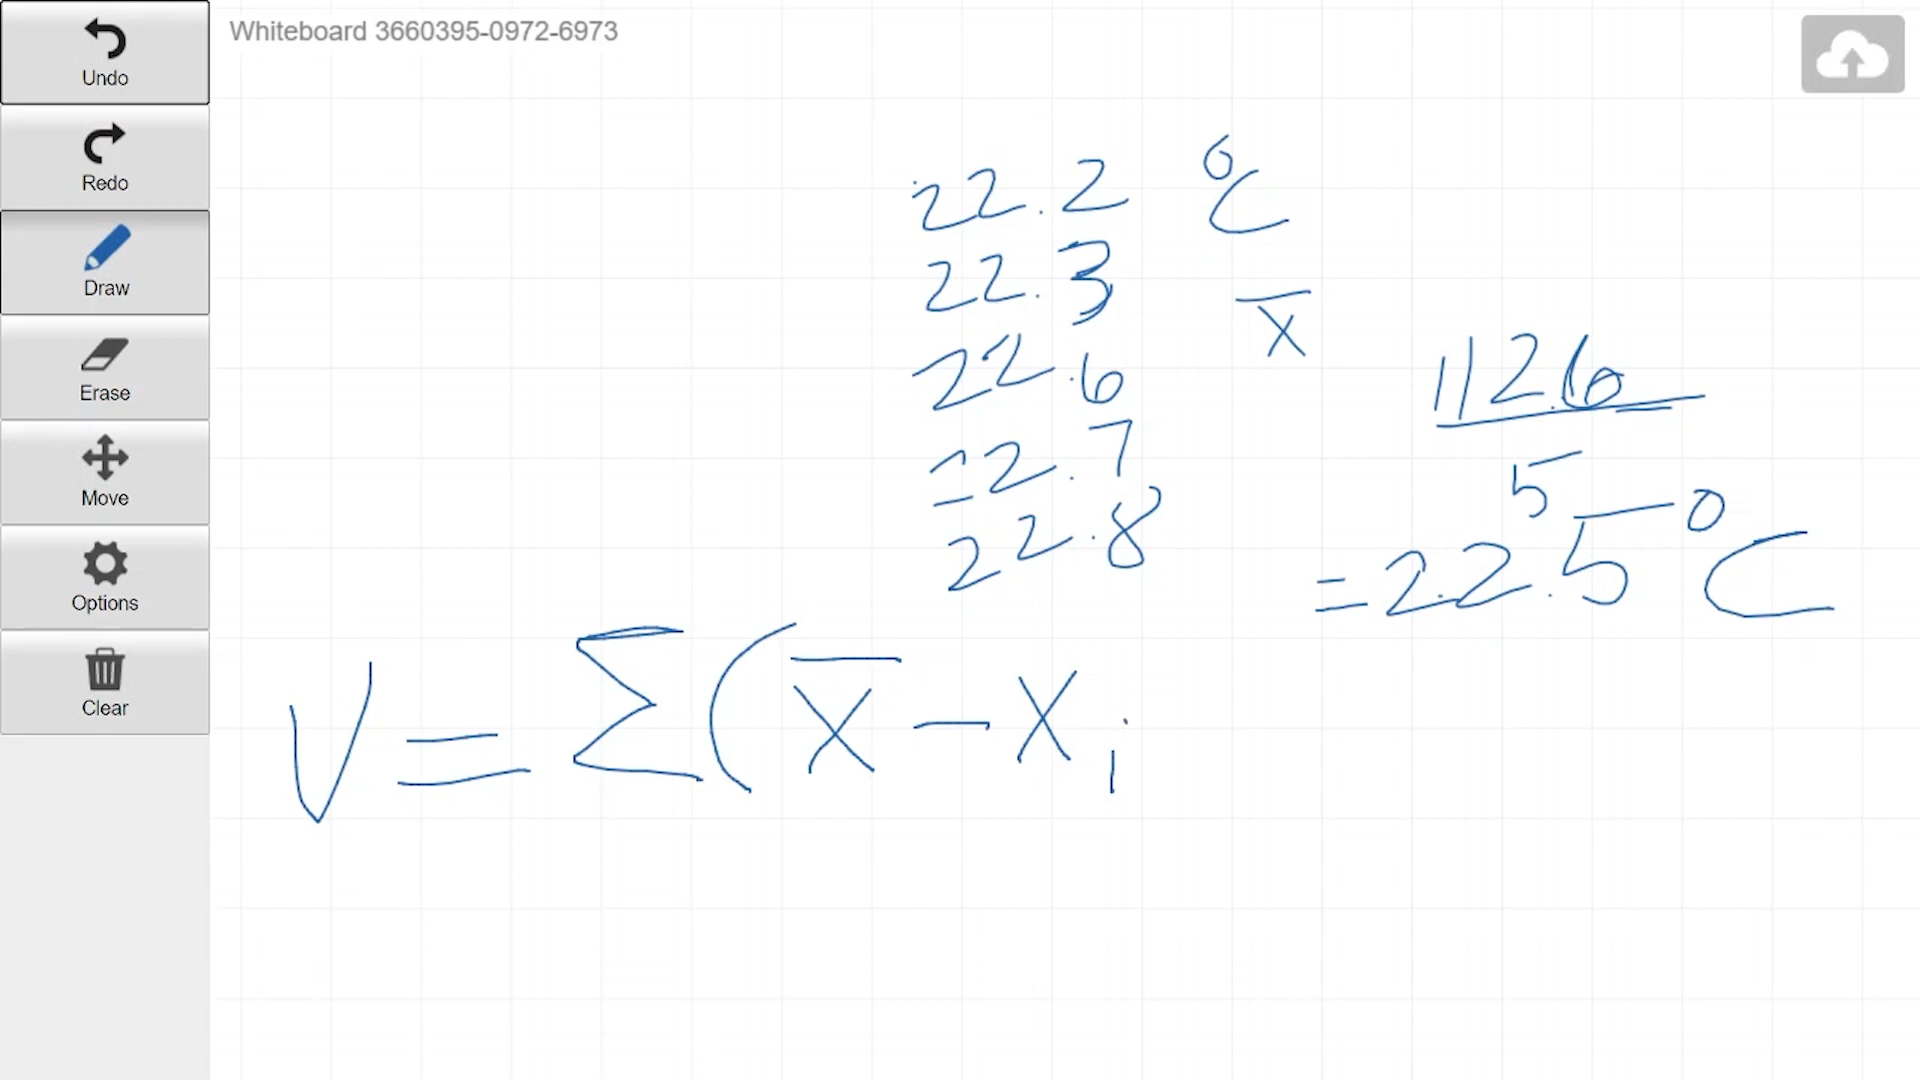 Whiteboard 3660395-0972-6973
Undo
Redo
Draw
Erase
Move
Options
Clear
22.2 °C
22.3
22.6
22.7
22.8
x̄
112.6
5
=22.5 °C
V = Σ(x̄ - xi